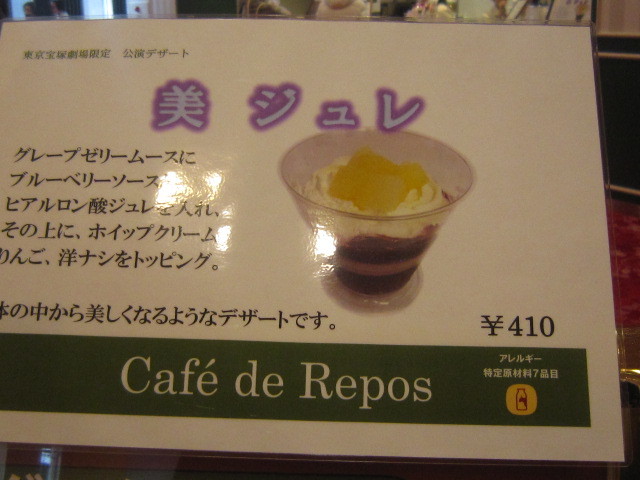 東京宝塚劇場限定　公演デザート
美 ジュレ
グレープゼリームースに
ブルーベリーソース
ヒアルロン酸ジュレを入れ、
その上に、ホイップクリーム
りんご、洋ナシをトッピング。
体の中から美しくなるようなデザートです。
￥410
アレルギー
特定原材料7品目
Café de Repos